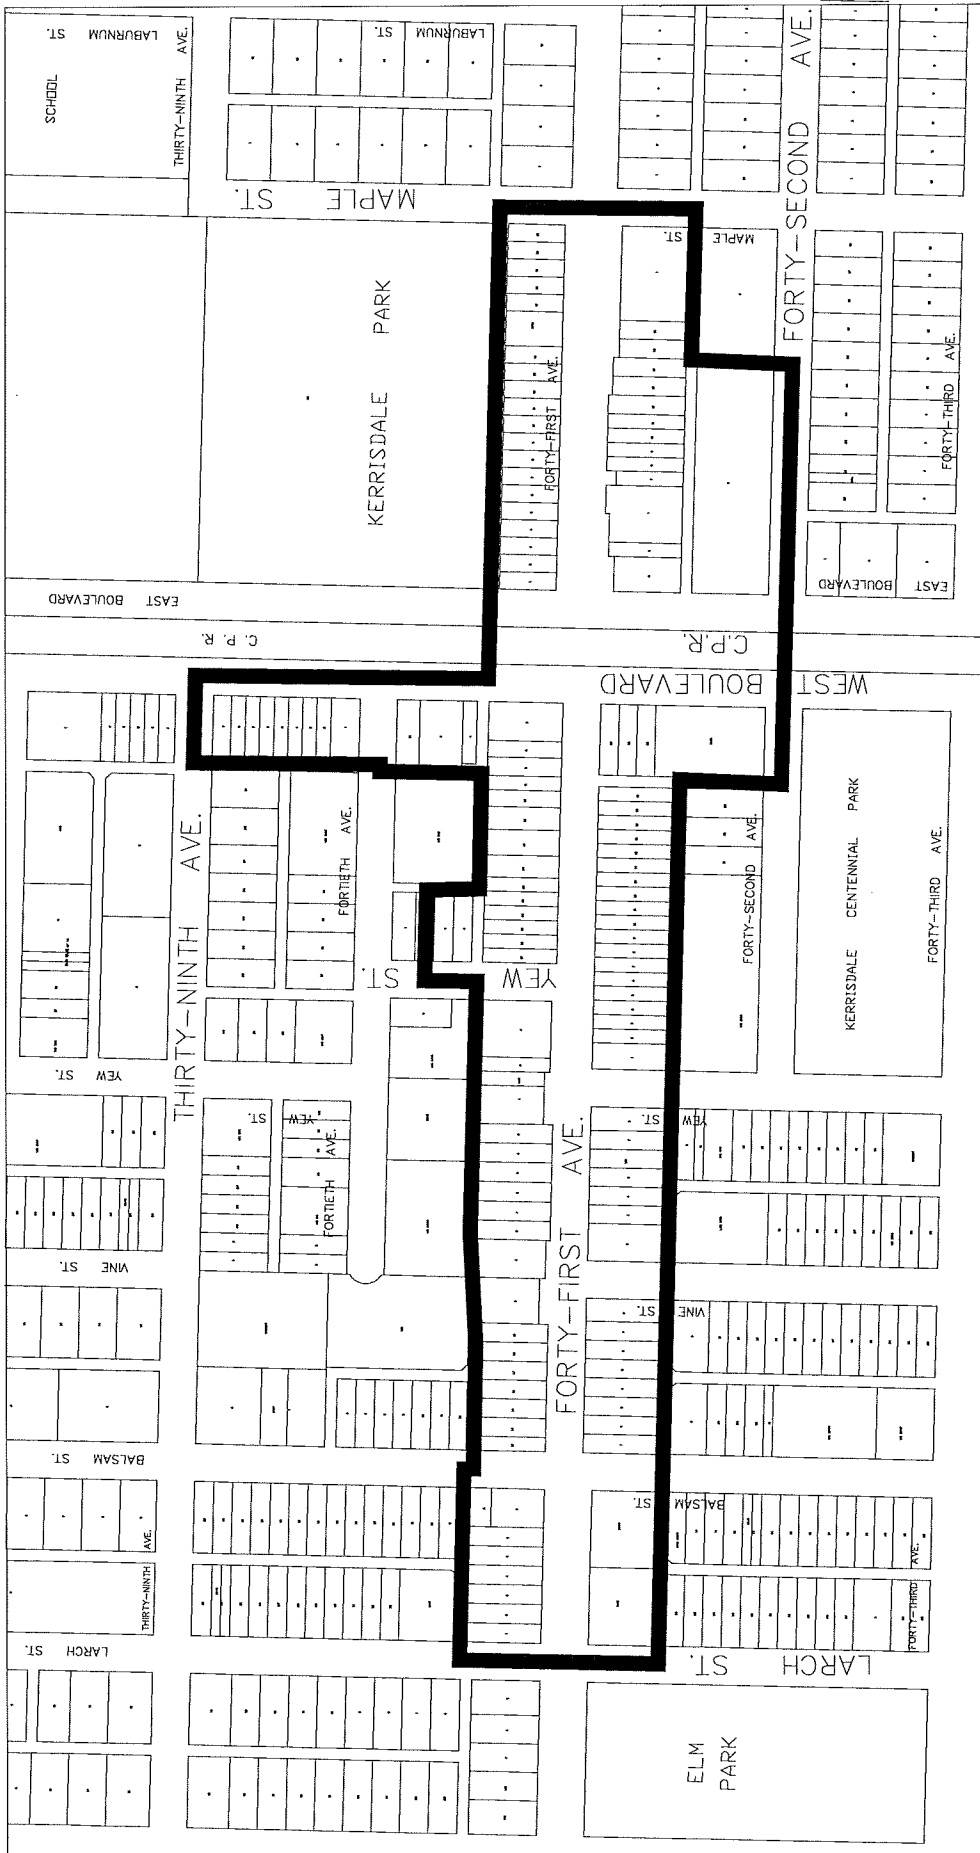 LABURNUM ST.
SCHOOL
THIRTY-NINTH AVE.
LABURNUM ST.
MAPLE ST.
FORTY-SECOND AVE.
KERRISDALE PARK
MAPLE ST.
FORTY-FIRST AVE.
FORTY-THIRD AVE.
EAST BOULEVARD
EAST BOULEVARD
C. P. R.
C.P.R.
WEST BOULEVARD
THIRTY-NINTH AVE.
FORTIETH AVE.
FORTY-SECOND AVE.
KERRISDALE CENTENNIAL PARK
FORTY-THIRD AVE.
YEW ST.
YEW ST.
YEW ST.
FORTIETH AVE.
FORTY-FIRST AVE.
YEW ST.
VINE ST.
VINE ST.
BALSAM ST.
BALSAM ST.
THIRTY-NINTH AVE.
FORTY-THIRD AVE.
LARCH ST.
LARCH ST.
ELM PARK